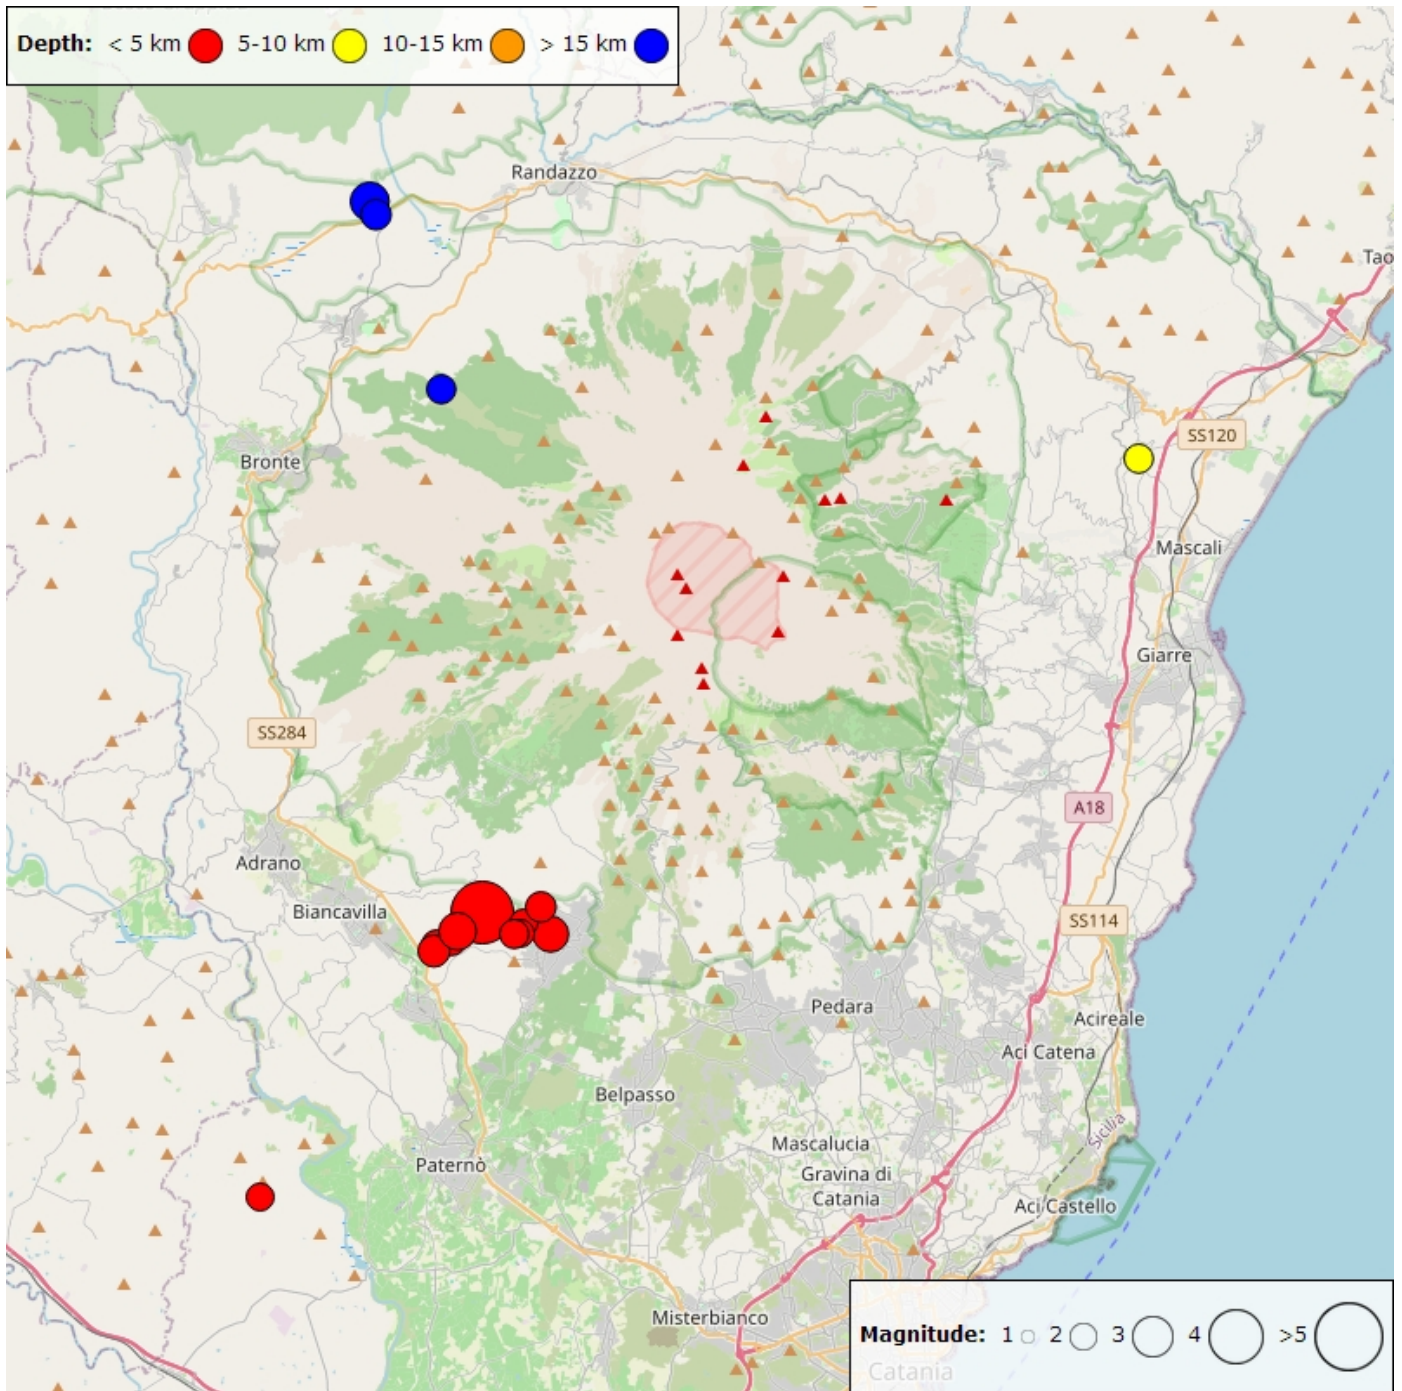 Depth: < 5 km 5-10 km 10-15 km > 15 km
Randazzo
Tao
SS120
Bronte
Mascali
Giarre
SS284
A18
Adrano
Biancavilla
SS114
Pedara
Acireale
Aci Catena
Belpasso
Sicilia
Mascalucia
Paternò
Gravina di
Catania
Aci Castello
Misterbianco
Magnitude: 1 2 3 4 >5
Catania